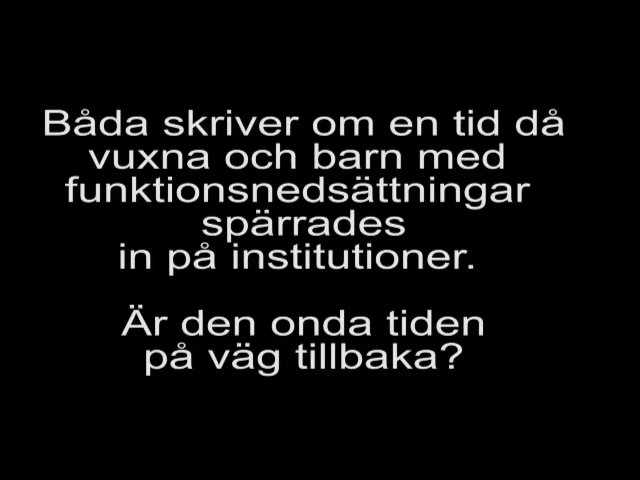 Båda skriver om en tid då
vuxna och barn med
funktionsnedsättningar
spärrades
in på institutioner.
Är den onda tiden
på väg tillbaka?